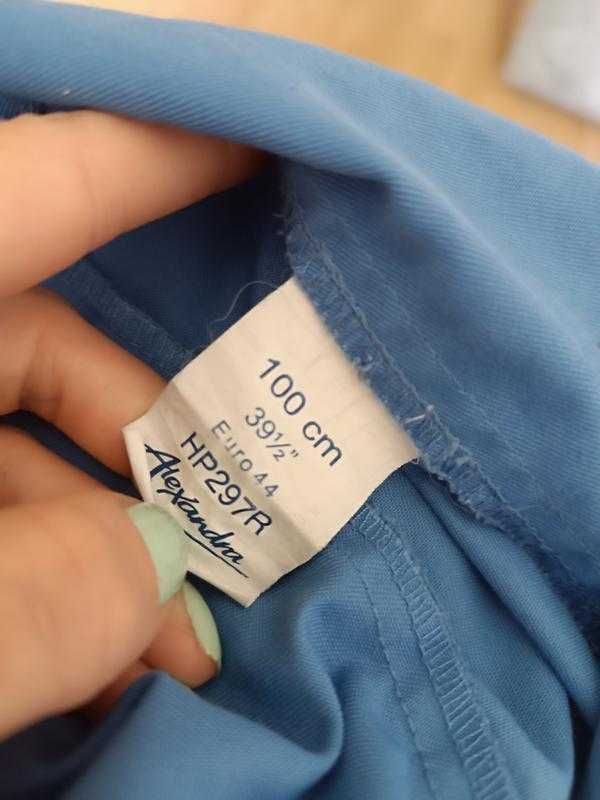 100 cm
39½"
Euro 44
HP297R
Alexandra